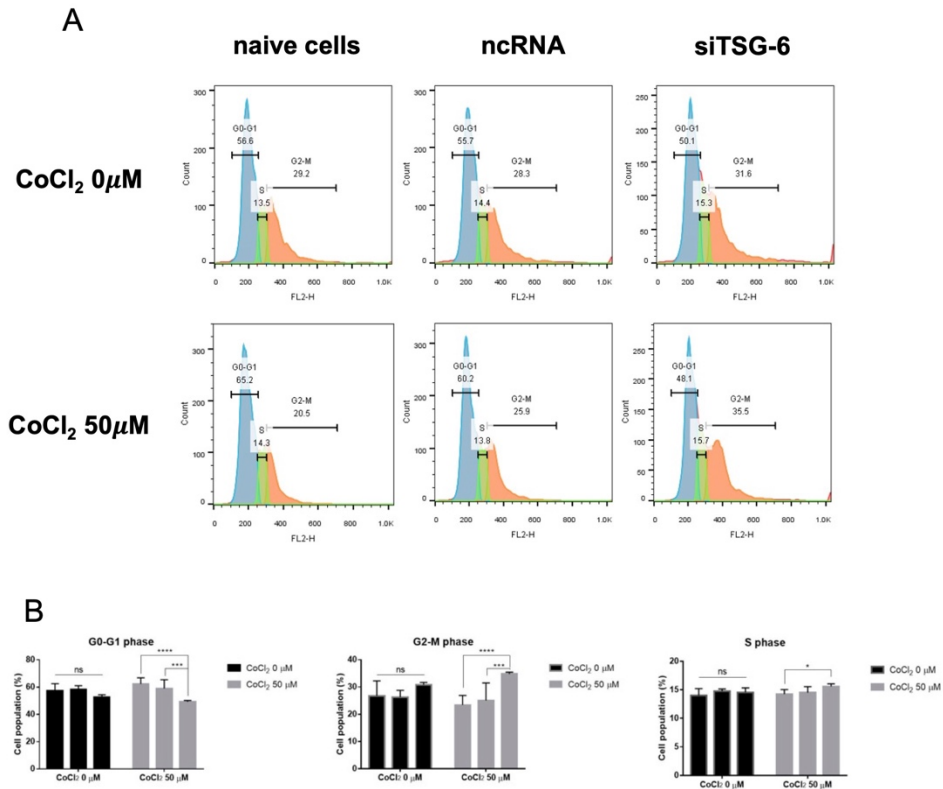 A
naive cells
ncRNA
siTSG-6
CoCl2 0μM
300
200
100
0
Count
G0-G1
56.6
G2-M
29.2
S
13.5
0 200 400 600 800 1.0K
FL2-H
300
200
100
0
Count
G0-G1
55.7
G2-M
28.3
S
14.4
0 200 400 600 800 1.0K
FL2-H
250
200
150
100
50
0
Count
G0-G1
50.1
G2-M
31.6
S
15.3
0 200 400 600 800 1.0K
FL2-H
CoCl2 50μM
300
200
100
0
Count
G0-G1
65.2
G2-M
20.5
S
14.3
0 200 400 600 800 1.0K
FL2-H
300
200
100
0
Count
G0-G1
60.2
G2-M
25.9
S
13.8
0 200 400 600 800 1.0K
FL2-H
250
200
150
100
50
0
Count
G0-G1
48.1
G2-M
35.5
S
15.7
0 200 400 600 800 1.0K
FL2-H
B
G0-G1 phase
80
60
40
20
0
Cell population (%)
ns
****
***
CoCl2 0 μM
CoCl2 50 μM
CoCl2 0 μM
CoCl2 50 μM
G2-M phase
40
30
20
10
0
Cell population (%)
ns
****
***
CoCl2 0 μM
CoCl2 50 μM
CoCl2 0 μM
CoCl2 50 μM
S phase
20
15
10
5
0
Cell population (%)
ns
*
CoCl2 0 μM
CoCl2 50 μM
CoCl2 0 μM
CoCl2 50 μM